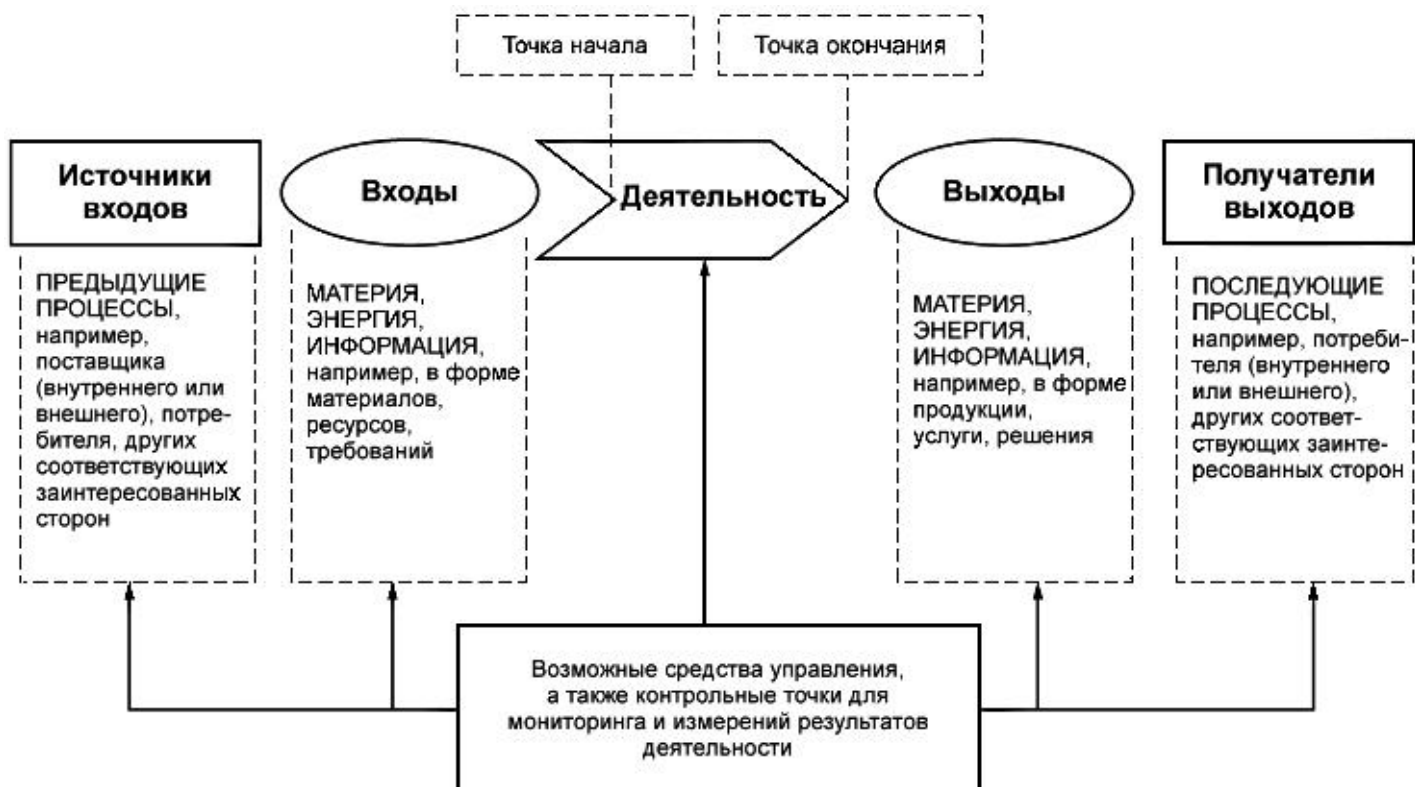 Точка начала
Точка окончания
Источники
входов
Входы
Деятельность
Выходы
Получатели
выходов
ПРЕДЫДУЩИЕ
ПРОЦЕССЫ,
например,
поставщика
(внутреннего или
внешнего), потре-
бителя, других
соответствующих
заинтересованных
сторон
МАТЕРИЯ,
ЭНЕРГИЯ,
ИНФОРМАЦИЯ,
например, в форме
материалов,
ресурсов,
требований
МАТЕРИЯ,
ЭНЕРГИЯ,
ИНФОРМАЦИЯ,
например, в форме
продукции,
услуги, решения
ПОСЛЕДУЮЩИЕ
ПРОЦЕССЫ,
например, потреби-
теля (внутреннего
или внешнего),
других соответ-
ствующих заинте-
ресованных сторон
Возможные средства управления,
а также контрольные точки для
мониторинга и измерений результатов
деятельности